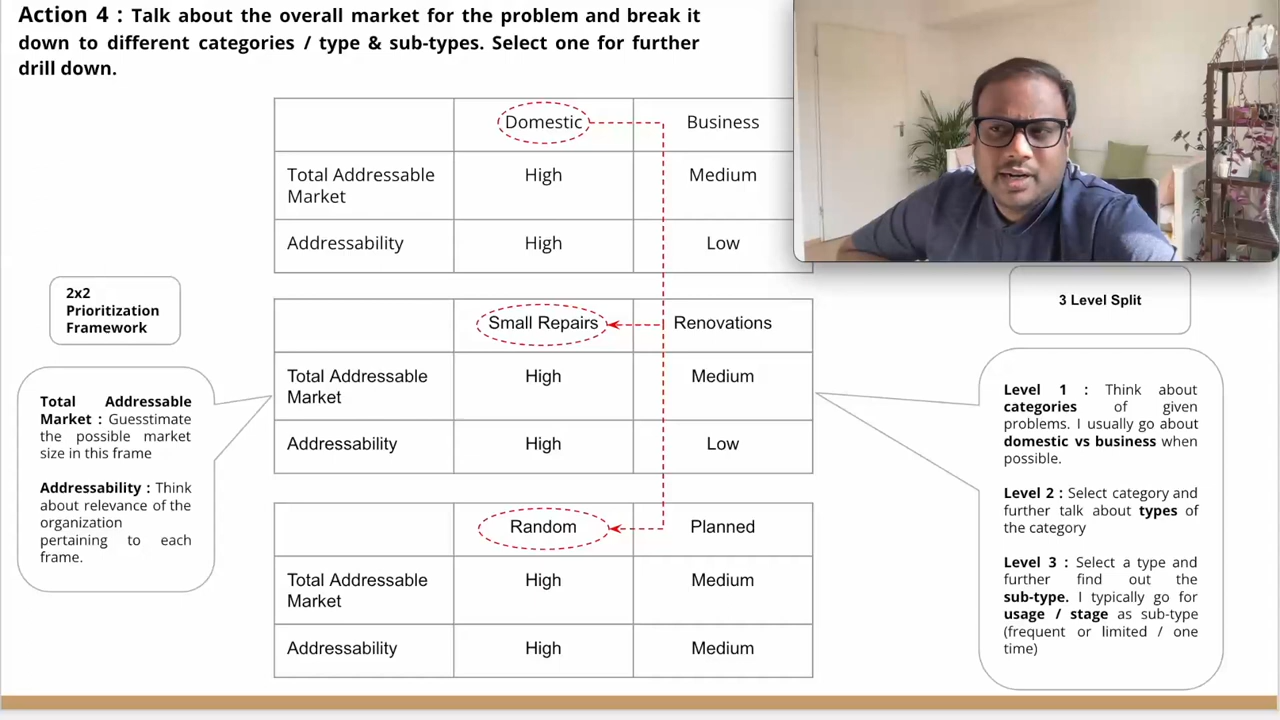 Action 4 : Talk about the overall market for the problem and break it
down to different categories / type & sub-types. Select one for further
drill down.
Domestic
Business
Total Addressable
Market
High
Medium
Addressability
High
Low
2x2
Prioritization
Framework
Total Addressable
Market : Guesstimate
the possible market
size in this frame
Addressability : Think
about relevance of the
organization
pertaining to each
frame.
Small Repairs
Renovations
Total Addressable
Market
High
Medium
Addressability
High
Low
Random
Planned
Total Addressable
Market
High
Medium
Addressability
High
Medium
3 Level Split
Level 1 : Think about
categories of given
problems. I usually go about
domestic vs business when
possible.
Level 2 : Select category and
further talk about types of
the category
Level 3 : Select a type and
further find out the
sub-type. I typically go for
usage / stage as sub-type
(frequent or limited / one
time)